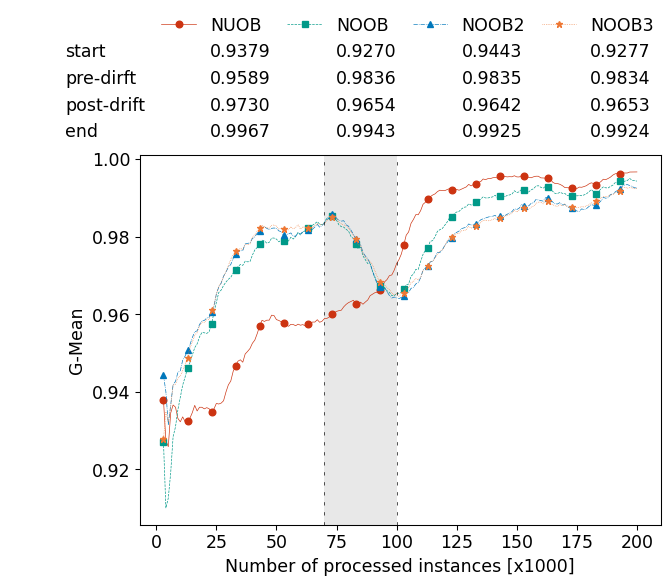 NUOB NOOB NOOB2 NOOB3
start 0.9379 0.9270 0.9443 0.9277
pre-dirft 0.9589 0.9836 0.9835 0.9834
post-drift 0.9730 0.9654 0.9642 0.9653
end 0.9967 0.9943 0.9925 0.9924
1.00
0.98
0.96
0.94
0.92
G-Mean
0 25 50 75 100 125 150 175 200
Number of processed instances [x1000]